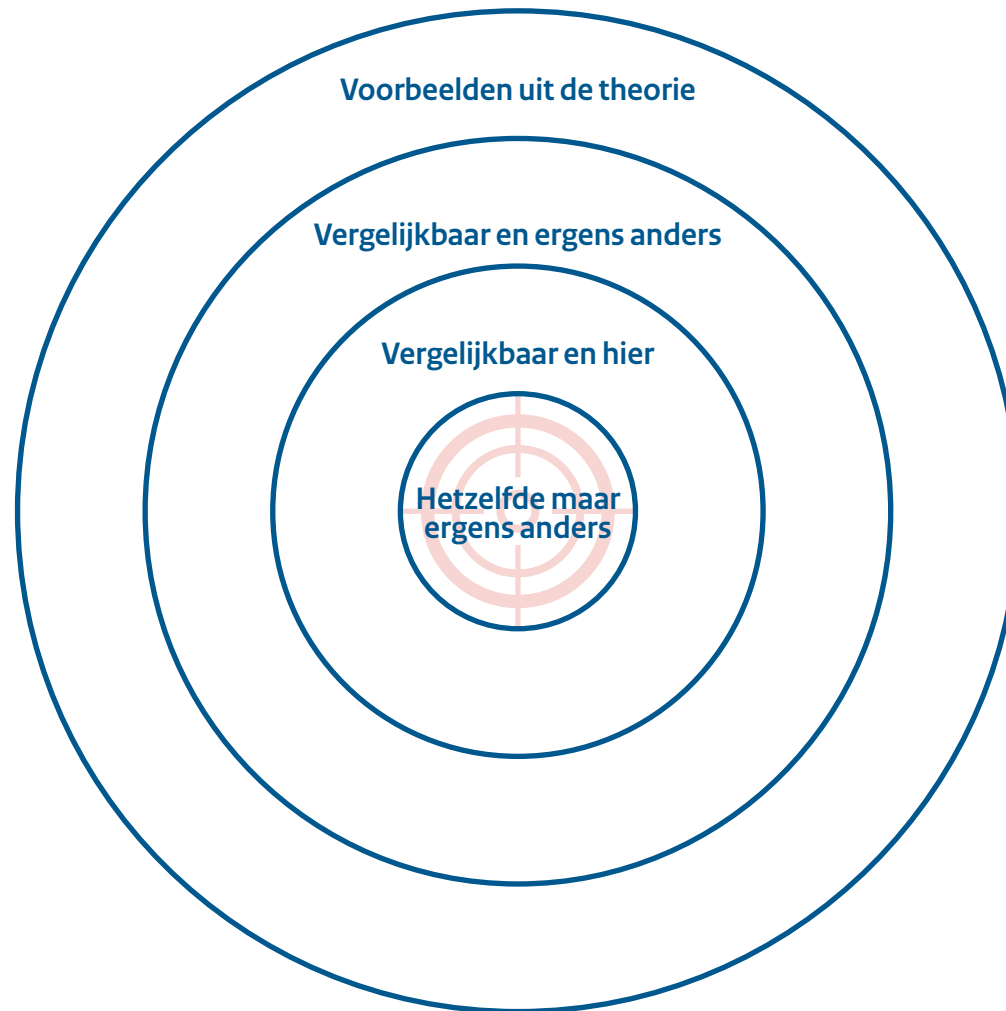 Voorbeelden uit de theorie
Vergelijkbaar en ergens anders
Vergelijkbaar en hier
Hetzelfde maar
ergens anders